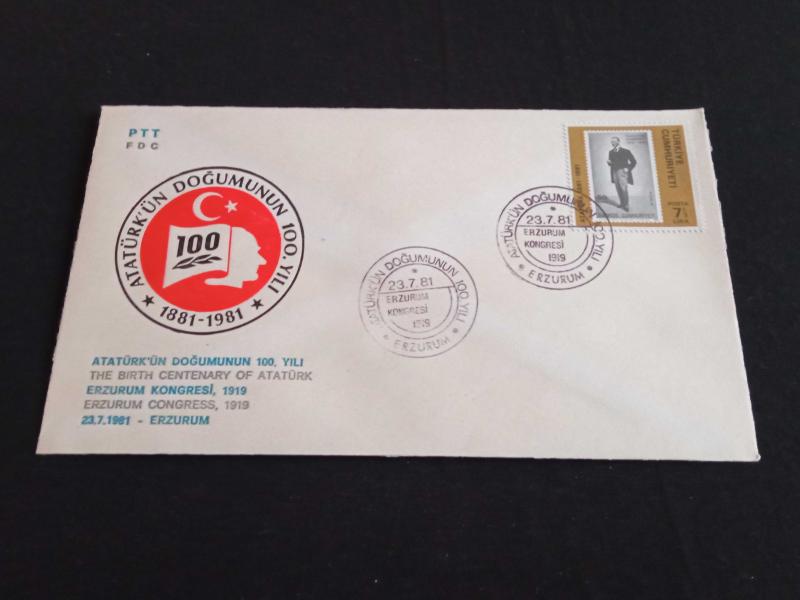 PTT
FDC
ATATÜRK'ÜN DOĞUMUNUN 100. YILI
100
★ 1881-1981 ★
ATATÜRK'ÜN DOĞUMUNUN 100. YILI
THE BIRTH CENTENARY OF ATATÜRK
ERZURUM KONGRESİ, 1919
ERZURUM CONGRESS, 1919
23.7.1981 - ERZURUM
ATATÜRK'ÜN DOĞUMUNUN 100. YILI
23.7.81
ERZURUM
KONGRESİ
1919
ERZURUM
ATATÜRK'ÜN DOĞUMUNUN 100. YILI
23.7.81
ERZURUM
KONGRESİ
1919
ERZURUM
TÜRKİYE
CUMHURİYETİ
POSTA
7½
LİRA